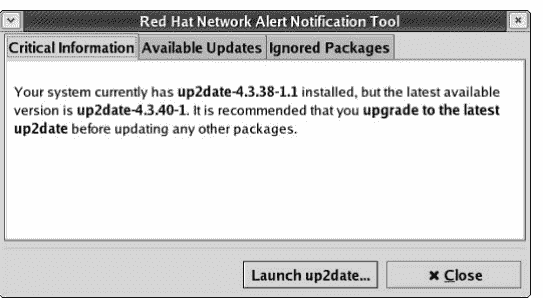 Red Hat Network Alert Notification Tool
Critical Information Available Updates Ignored Packages
Your system currently has up2date-4.3.38-1.1 installed, but the latest available
version is up2date-4.3.40-1. It is recommended that you upgrade to the latest
up2date before updating any other packages.
Launch up2date... Close